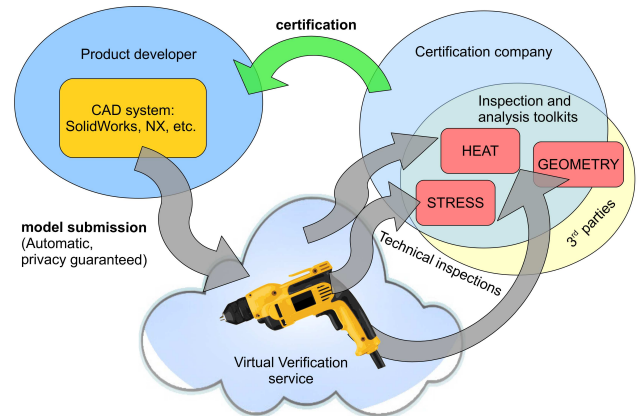 certification
Product developer
CAD system:
SolidWorks, NX, etc.
Certification company
Inspection and
analysis toolkits
HEAT
GEOMETRY
STRESS
3rd parties
Technical inspections
model submission
(Automatic,
privacy guaranteed)
Virtual Verification
service